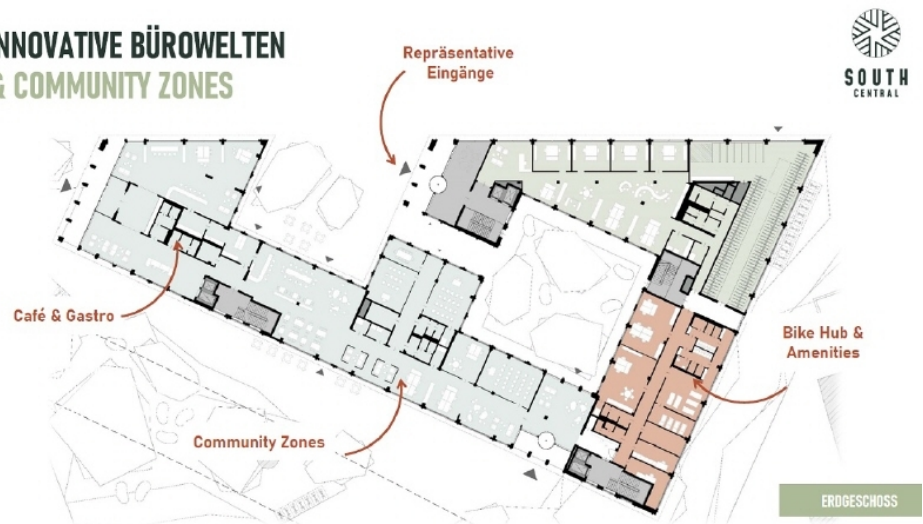 NNOVATIVE BÜROWELTEN
& COMMUNITY ZONES
Repräsentative
Eingänge
SOUTH
CENTRAL
Café & Gastro
Bike Hub &
Amenities
Community Zones
ERDGESCHOSS